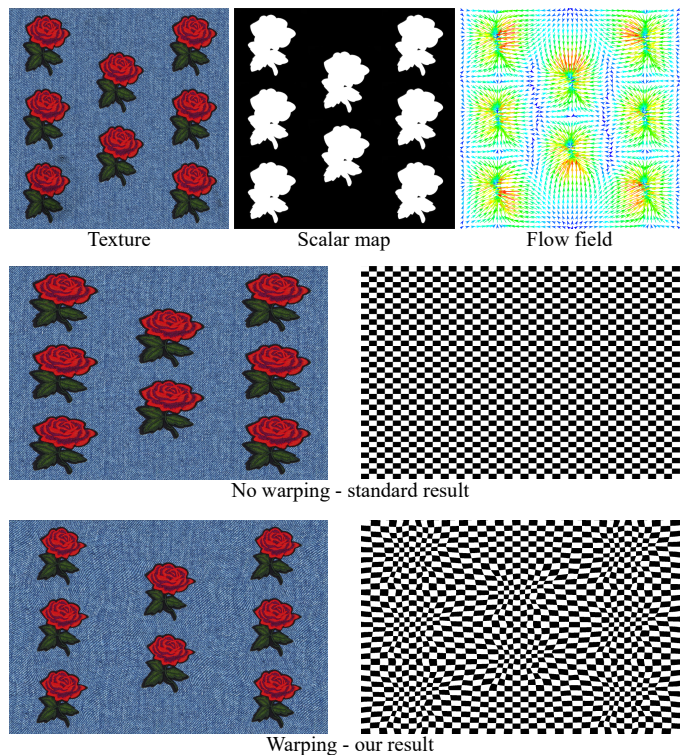 Texture
Scalar map
Flow field
No warping - standard result
Warping - our result